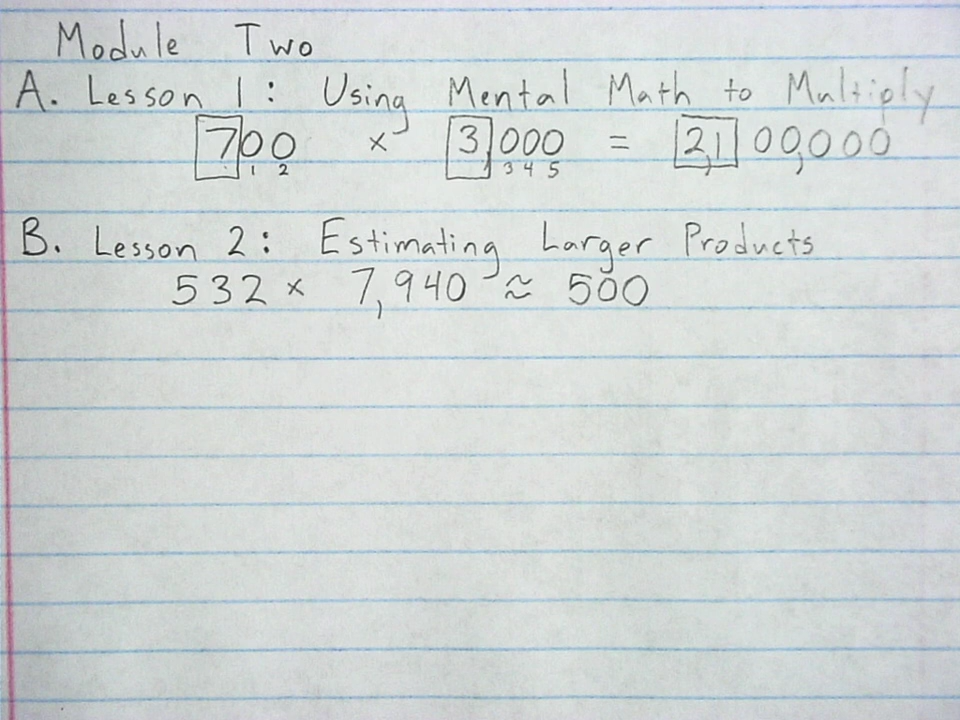 Module Two
A. Lesson 1: Using Mental Math to Multiply
700 x 3,000 = 2,100,000
1 2 3 4 5
B. Lesson 2: Estimating Larger Products
532 x 7,940 ≈ 500